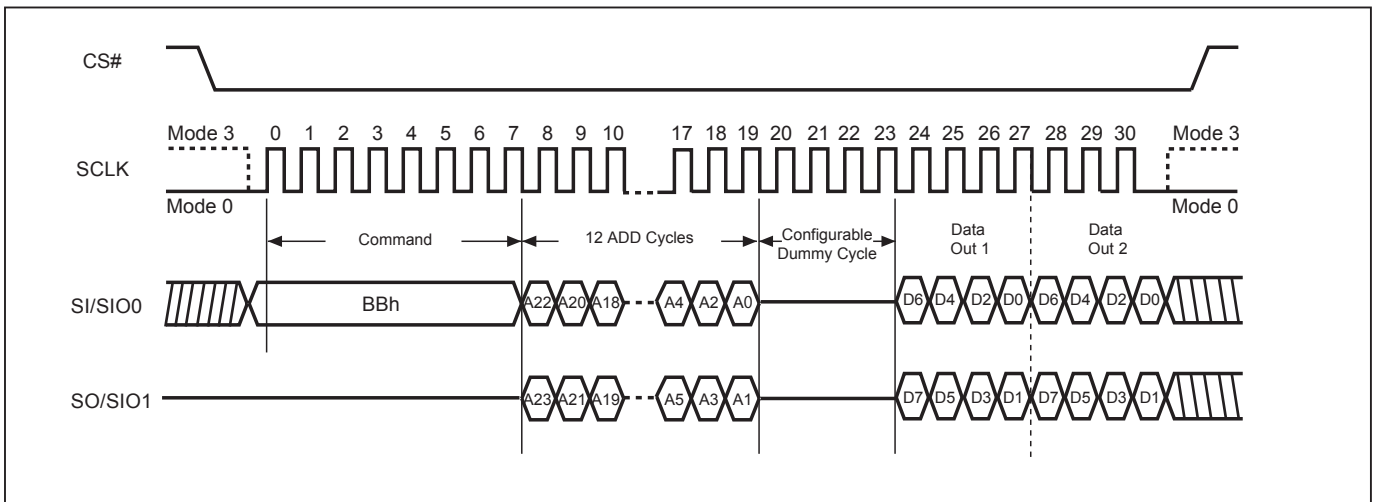 CS#
Mode 3 0 1 2 3 4 5 6 7 8 9 10 17 18 19 20 21 22 23 24 25 26 27 28 29 30 Mode 3
SCLK
Mode 0 Mode 0
Command 12 ADD Cycles Configurable Dummy Cycle Data Out 1 Data Out 2
SI/SIO0 BBh A22 A20 A18 A4 A2 A0 D6 D4 D2 D0 D6 D4 D2 D0
SO/SIO1 A23 A21 A19 A5 A3 A1 D7 D5 D3 D1 D7 D5 D3 D1